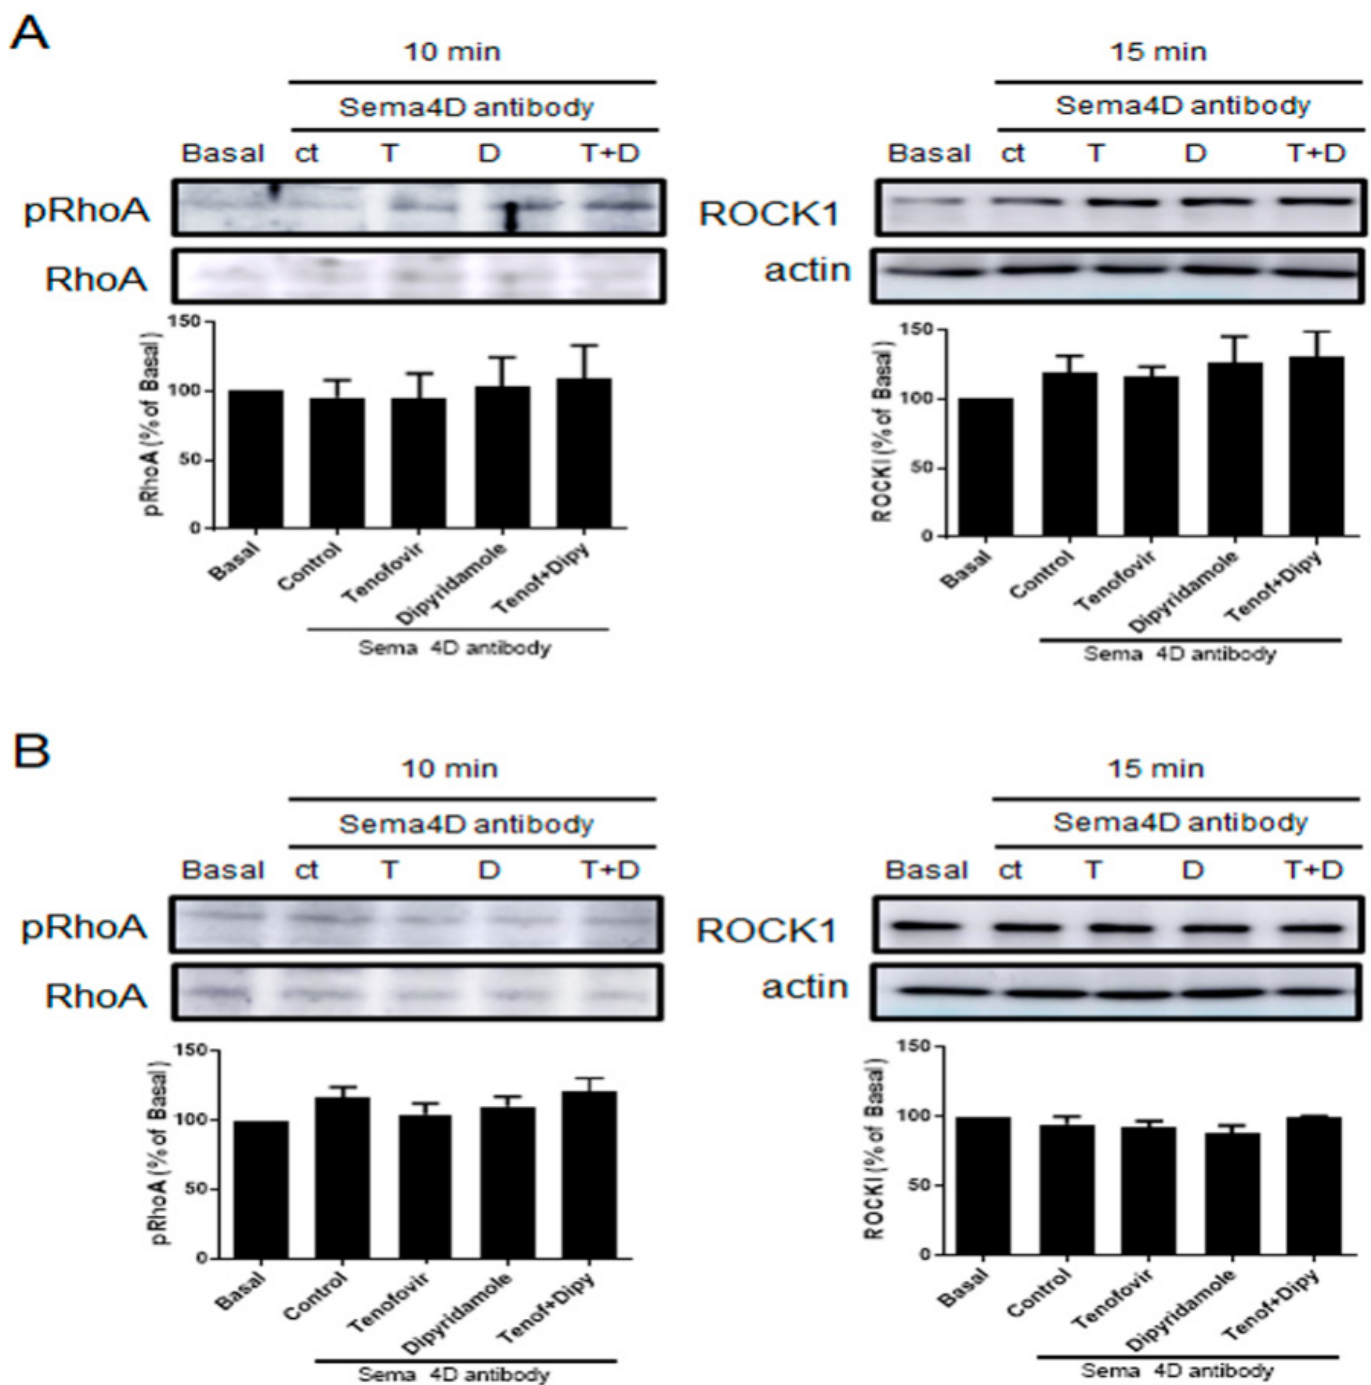 A
10 min
Sema4D antibody
Basal ct T D T+D
pRhoA
RhoA
150
100
50
0
pRhoA (% of Basal)
Basal
Control
Tenofovir
Dipyridamole
Tenof+Dipy
Sema 4D antibody
15 min
Sema4D antibody
Basal ct T D T+D
ROCK1
actin
150
100
50
0
ROCKI (% of Basal)
Basal
Control
Tenofovir
Dipyridamole
Tenof+Dipy
Sema 4D antibody
B
10 min
Sema4D antibody
Basal ct T D T+D
pRhoA
RhoA
150
100
50
0
pRhoA (% of Basal)
Basal
Control
Tenofovir
Dipyridamole
Tenof+Dipy
Sema 4D antibody
15 min
Sema4D antibody
Basal ct T D T+D
ROCK1
actin
150
100
50
0
ROCKI (% of Basal)
Basal
Control
Tenofovir
Dipyridamole
Tenof+Dipy
Sema 4D antibody